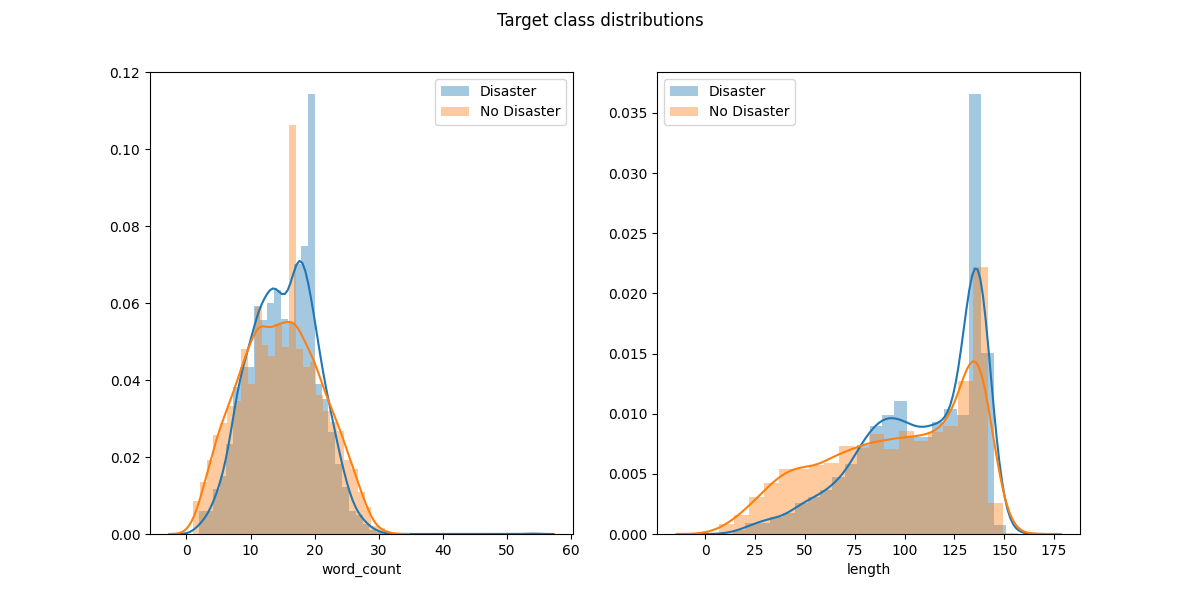 Target class distributions
0.12
0.10
0.08
0.06
0.04
0.02
0.00
0 10 20 30 40 50 60
word_count
Disaster
No Disaster
0.035
0.030
0.025
0.020
0.015
0.010
0.005
0.000
0 25 50 75 100 125 150 175
length
Disaster
No Disaster